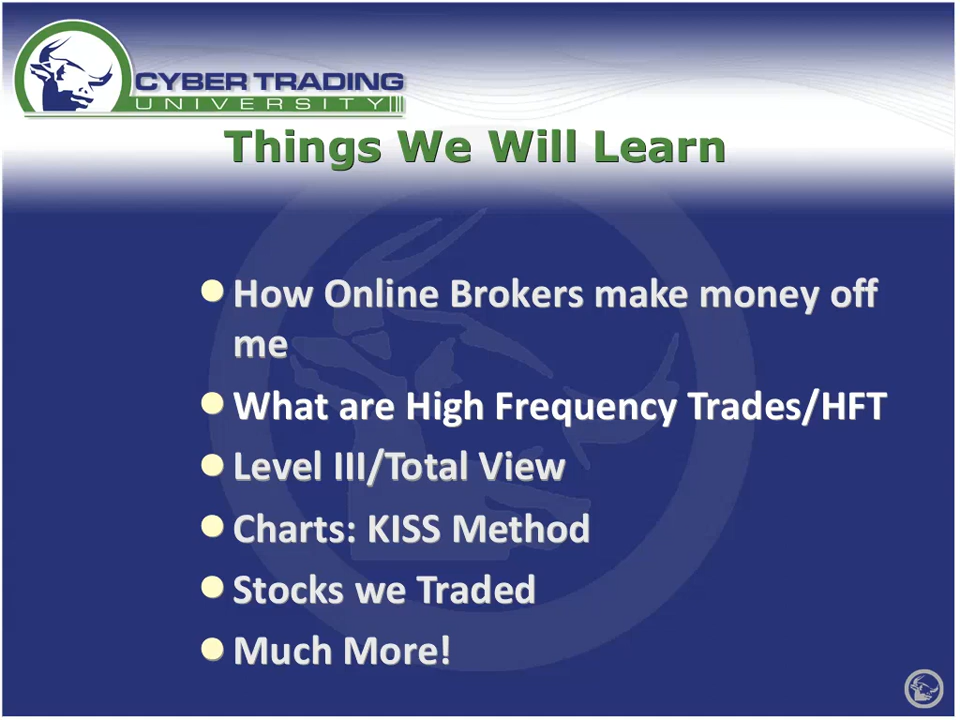 CYBER TRADING
UNIVERSITY
Things We Will Learn
How Online Brokers make money off
me
What are High Frequency Trades/HFT
Level III/Total View
Charts: KISS Method
Stocks we Traded
Much More!